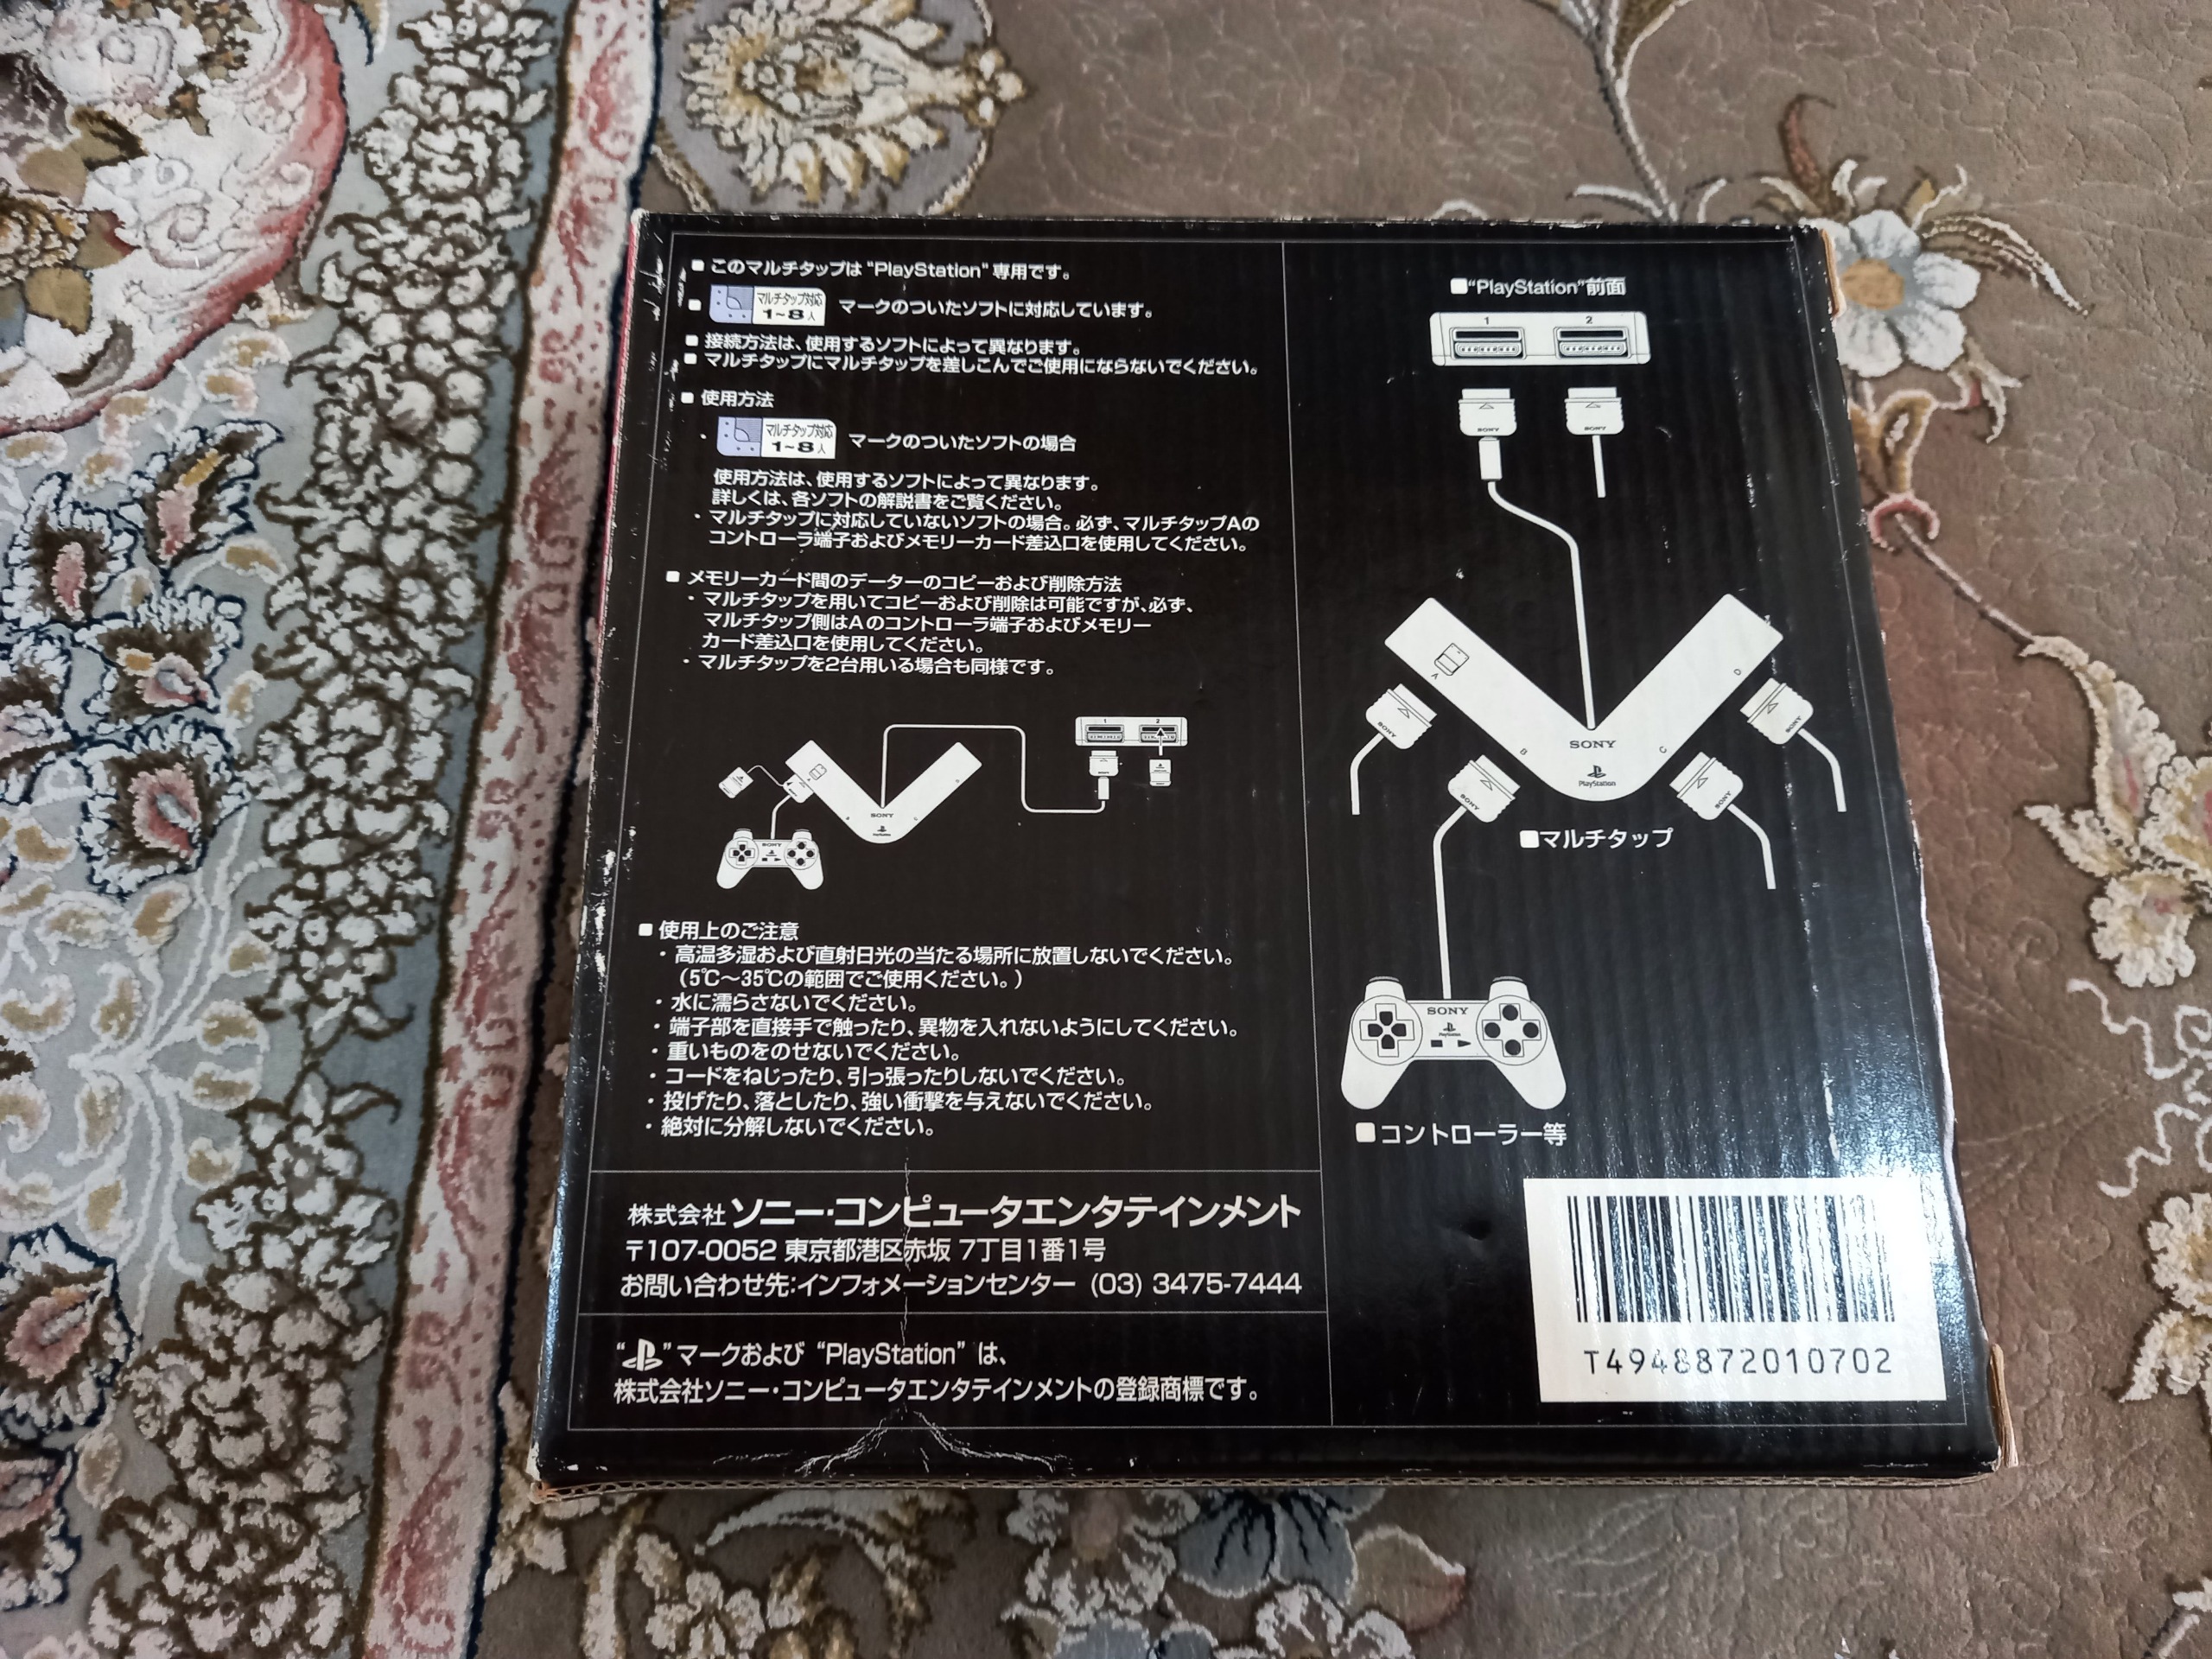 ■ このマルチタップは“PlayStation”専用です。
■ マルチタップ対応 1~8人 マークのついたソフトに対応しています。
■ 接続方法は、使用するソフトによって異なります。
■ マルチタップにマルチタップを差しこんでご使用にならないでください。
■ 使用方法
・ マルチタップ対応 1~8人 マークのついたソフトの場合
使用方法は、使用するソフトによって異なります。
詳しくは、各ソフトの解説書をご覧ください。
・マルチタップに対応していないソフトの場合。必ず、マルチタップAの
コントローラ端子およびメモリーカード差込口を使用してください。
■ メモリーカード間のデーターのコピーおよび削除方法
・マルチタップを用いてコピーおよび削除は可能ですが、必ず、
マルチタップ側はAのコントローラ端子およびメモリー
カード差込口を使用してください。
・マルチタップを2台用いる場合も同様です。
1 2
SONY
PlayStation
SONY
■ 使用上のご注意
・高温多湿および直射日光の当たる場所に放置しないでください。
(5℃〜35℃の範囲でご使用ください。)
・水に濡らさないでください。
・端子部を直接手で触ったり、異物を入れないようにしてください。
・重いものをのせないでください。
・コードをねじったり、引っ張ったりしないでください。
・投げたり、落としたり、強い衝撃を与えないでください。
・絶対に分解しないでください。
株式会社 ソニー・コンピュータエンタテインメント
〒107-0052 東京都港区赤坂 7丁目1番1号
お問い合わせ先:インフォメーションセンター (03) 3475-7444
“ ”マークおよび“PlayStation”は、
株式会社ソニー・コンピュータエンタテインメントの登録商標です。
■“PlayStation”前面
1 2
SONY SONY
A D
B C
SONY
PlayStation
SONY SONY
SONY SONY
■マルチタップ
SONY
PlayStation
■コントローラー等
T4948872010702